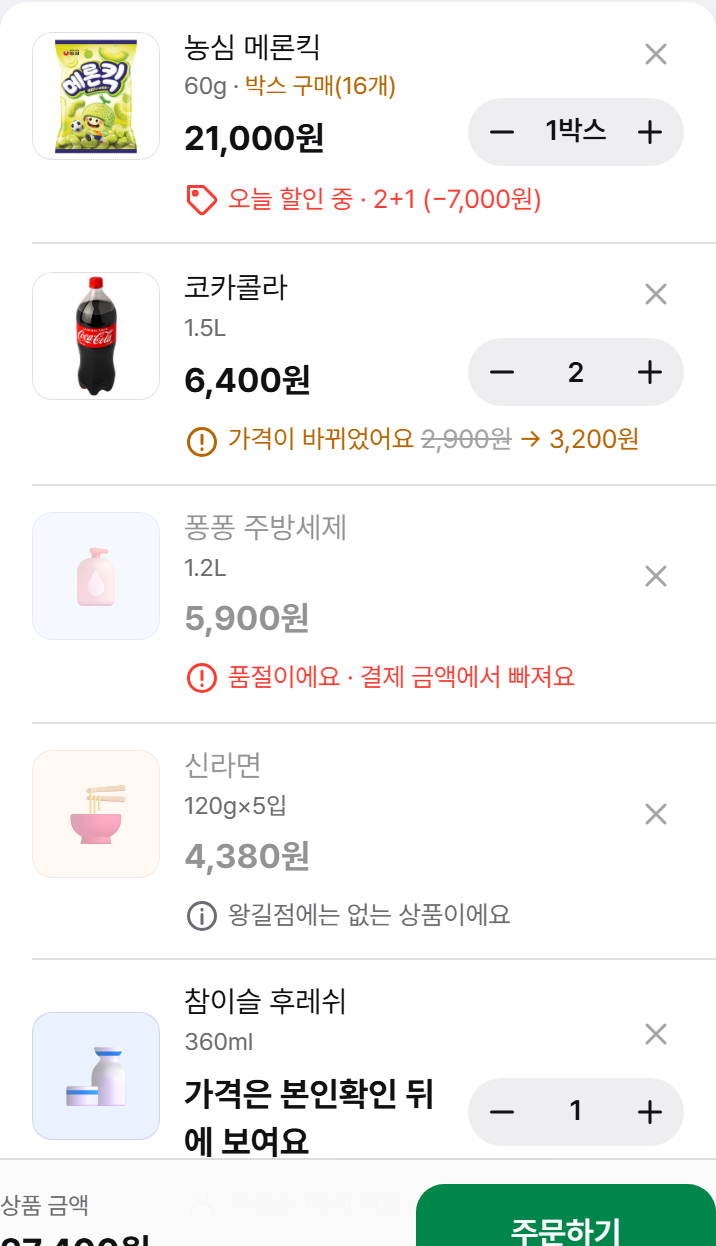 농심 메론킥
60g · 박스 구매(16개)
21,000원
1박스
오늘 할인 중 · 2+1 (−7,000원)
농심
메론킥
코카콜라
1.5L
6,400원
2
가격이 바뀌었어요 2,900원 → 3,200원
Coca-Cola
퐁퐁 주방세제
1.2L
5,900원
품절이에요 · 결제 금액에서 빠져요
신라면
120g×5입
4,380원
왕길점에는 없는 상품이에요
참이슬 후레쉬
360ml
가격은 본인확인 뒤
에 보여요
1
상품 금액
주문하기